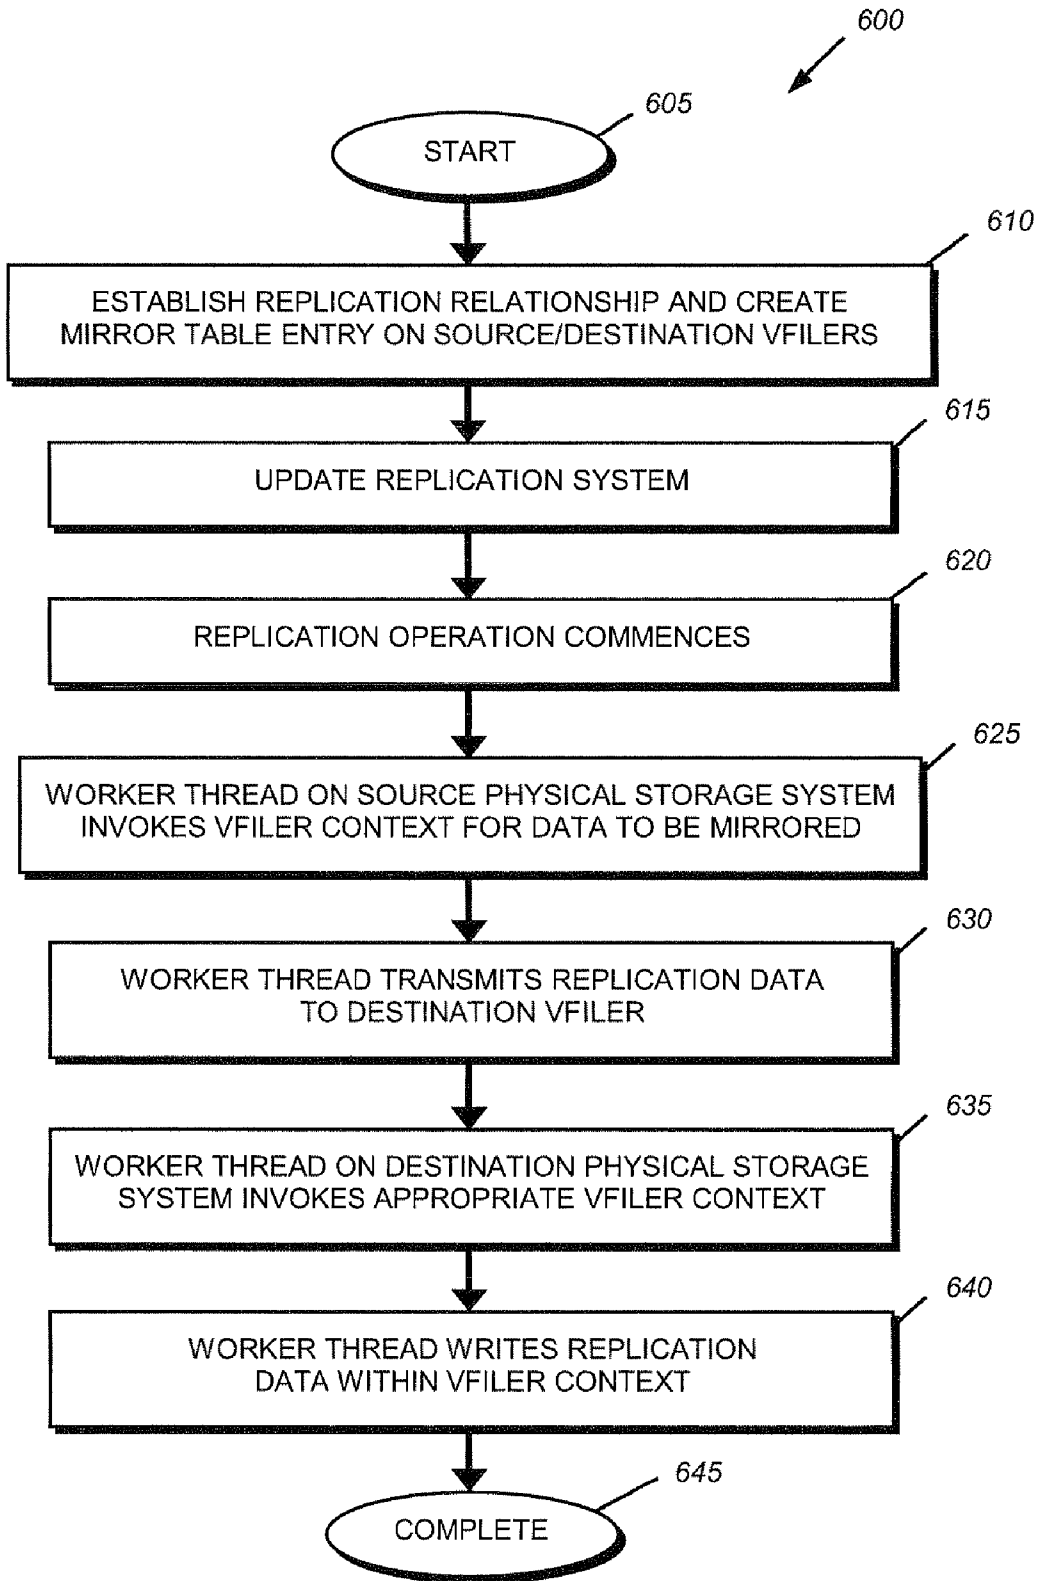 600
605
START
610
ESTABLISH REPLICATION RELATIONSHIP AND CREATE
MIRROR TABLE ENTRY ON SOURCE/DESTINATION VFILERS
615
UPDATE REPLICATION SYSTEM
620
REPLICATION OPERATION COMMENCES
625
WORKER THREAD ON SOURCE PHYSICAL STORAGE SYSTEM
INVOKES VFILER CONTEXT FOR DATA TO BE MIRRORED
630
WORKER THREAD TRANSMITS REPLICATION DATA
TO DESTINATION VFILER
635
WORKER THREAD ON DESTINATION PHYSICAL STORAGE
SYSTEM INVOKES APPROPRIATE VFILER CONTEXT
640
WORKER THREAD WRITES REPLICATION
DATA WITHIN VFILER CONTEXT
645
COMPLETE